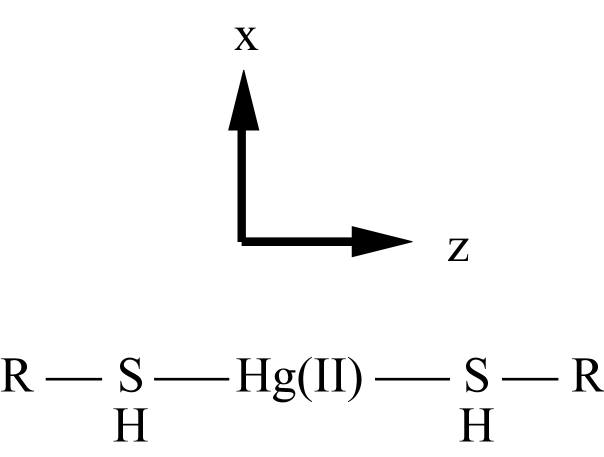 x
z
R — S — Hg(II) — S — R
H H